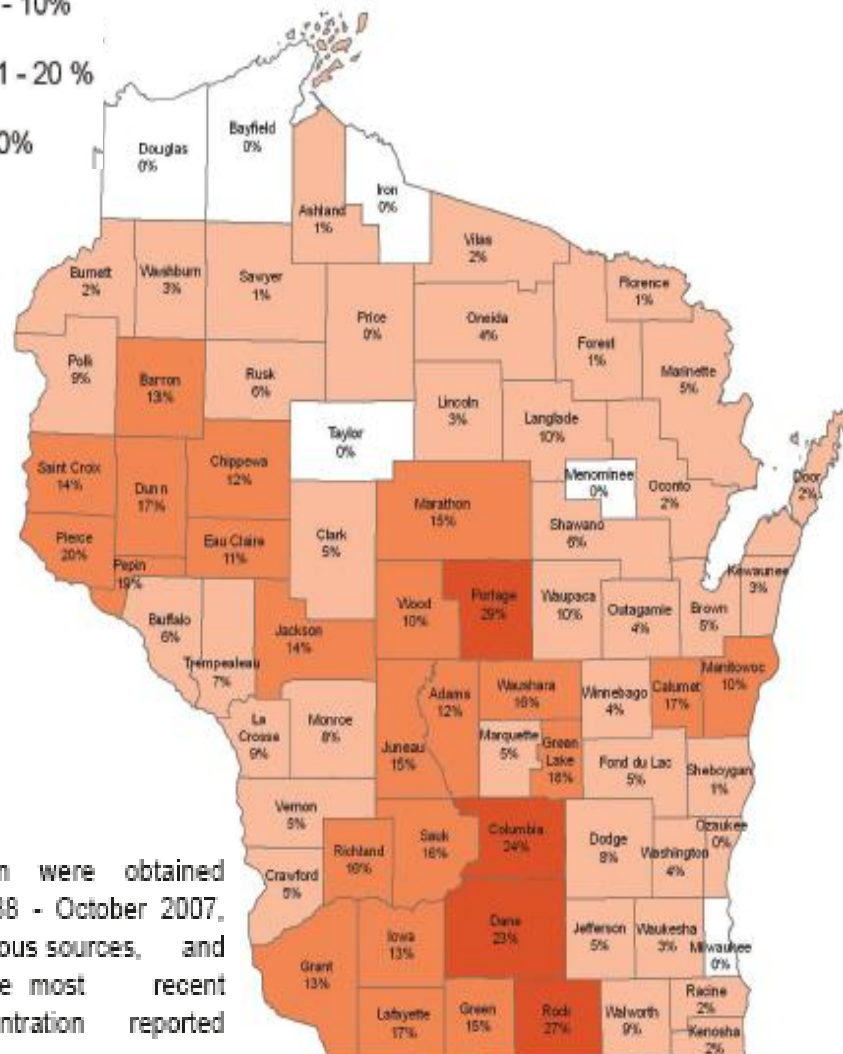 - 10%
1 - 20 %
0%
Douglas
0%
Bayfield
0%
Iron
0%
Ashland
1%
Vilas
2%
Burnett
2%
Washburn
3%
Sawyer
1%
Price
0%
Oneida
4%
Florence
1%
Forest
1%
Marinette
5%
Polk
9%
Barron
13%
Rusk
6%
Lincoln
3%
Langlade
10%
Taylor
0%
Menominee
0%
Oconto
2%
Door
2%
Saint Croix
14%
Dunn
17%
Chippewa
12%
Marathon
15%
Shawano
6%
Clark
5%
Pierce
20%
Eau Claire
11%
Pepin
19%
Kewaunee
3%
Buffalo
6%
Trempealeau
7%
Jackson
14%
Wood
10%
Portage
29%
Waupaca
10%
Outagamie
4%
Brown
5%
Manitowoc
10%
Adams
12%
Waushara
16%
Winnebago
4%
Calumet
17%
La
Crosse
9%
Monroe
8%
Juneau
15%
Marquette
5%
Green
Lake
18%
Fond du Lac
5%
Sheboygan
1%
Vernon
5%
Richland
16%
Sauk
16%
Columbia
24%
Dodge
8%
Washington
4%
Ozaukee
0%
Crawford
5%
n were obtained
38 - October 2007,
ous sources, and
e most recent
ntration reported
Iowa
13%
Dane
23%
Jefferson
5%
Waukesha
3%
Milwaukee
0%
Grant
13%
Lafayette
17%
Green
15%
Rock
27%
Walworth
9%
Racine
2%
Kenosha
2%